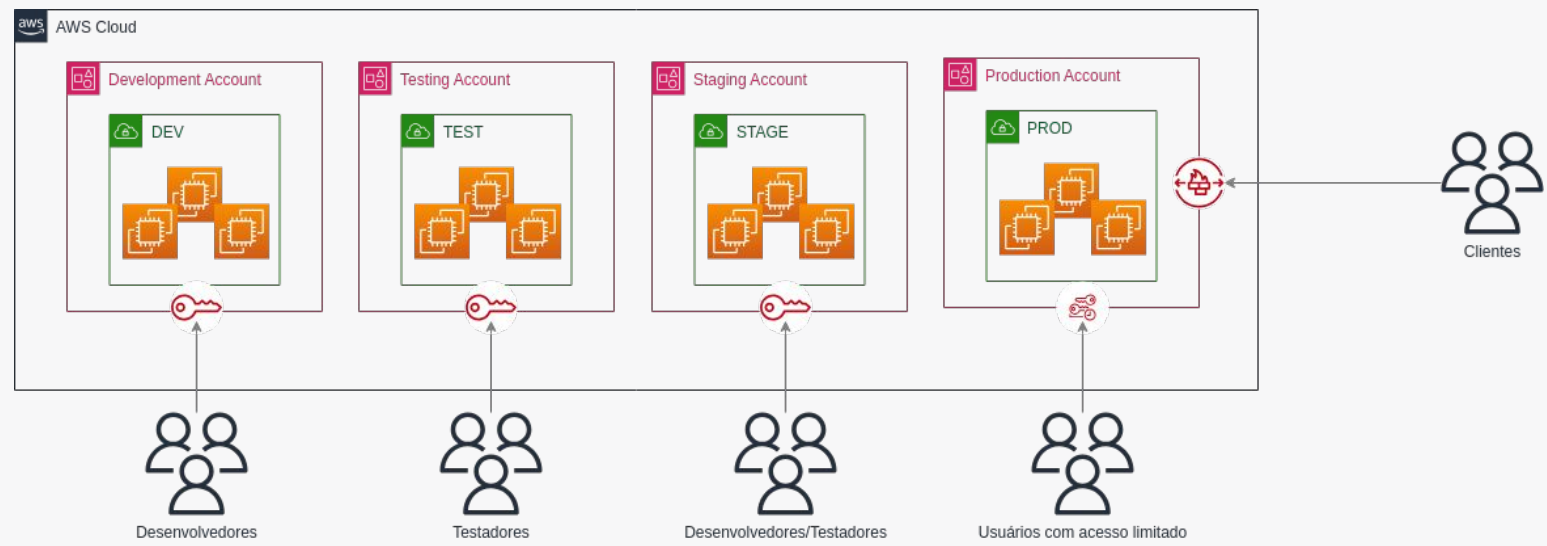 aws
AWS Cloud
Development Account
Testing Account
Staging Account
Production Account
DEV
TEST
STAGE
PROD
Clientes
Desenvolvedores
Testadores
Desenvolvedores/Testadores
Usuários com acesso limitado